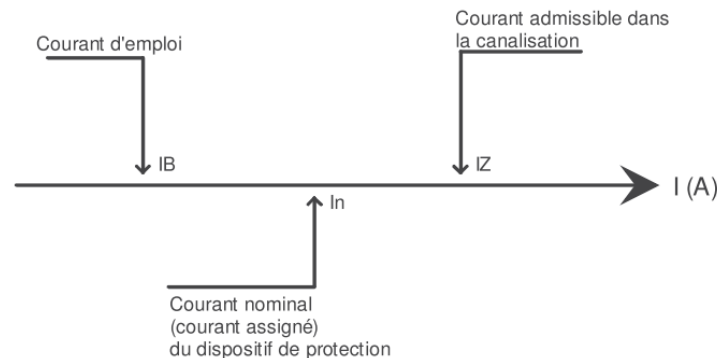 Courant admissible dans
la canalisation
Courant d'emploi
IB
IZ
I (A)
In
Courant nominal
(courant assigné)
du dispositif de protection